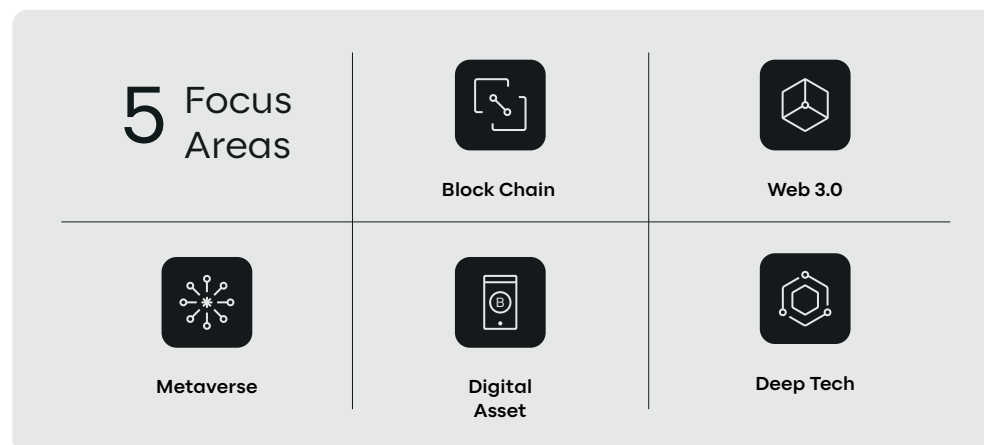 5 Focus
Areas
Block Chain
Web 3.0
Metaverse
B
Digital
Asset
Deep Tech